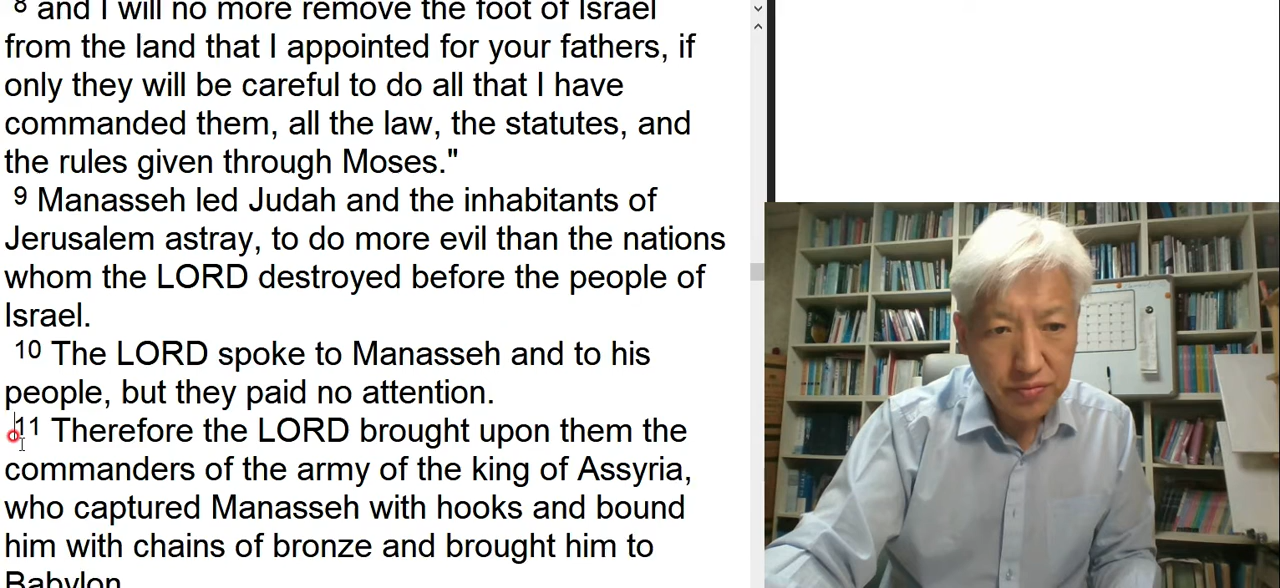 8 and I will no more remove the foot of Israel
from the land that I appointed for your fathers, if
only they will be careful to do all that I have
commanded them, all the law, the statutes, and
the rules given through Moses."
9 Manasseh led Judah and the inhabitants of
Jerusalem astray, to do more evil than the nations
whom the LORD destroyed before the people of
Israel.
10 The LORD spoke to Manasseh and to his
people, but they paid no attention.
11 Therefore the LORD brought upon them the
commanders of the army of the king of Assyria,
who captured Manasseh with hooks and bound
him with chains of bronze and brought him to
Babylon